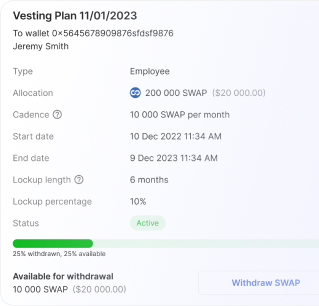 Vesting Plan 11/01/2023
To wallet 0x5645678909876sfdsf9876
Jeremy Smith
Type Employee
Allocation 200 000 SWAP ($20 000.00)
Cadence ? 10 000 SWAP per month
Start date 10 Dec 2022 11:34 AM
End date 9 Dec 2023 11:34 AM
Lockup length ? 6 months
Lockup percentage 10%
Status Active
25% withdrawn, 25% available
Available for withdrawal
10 000 SWAP ($20 000.00)
Withdraw SWAP